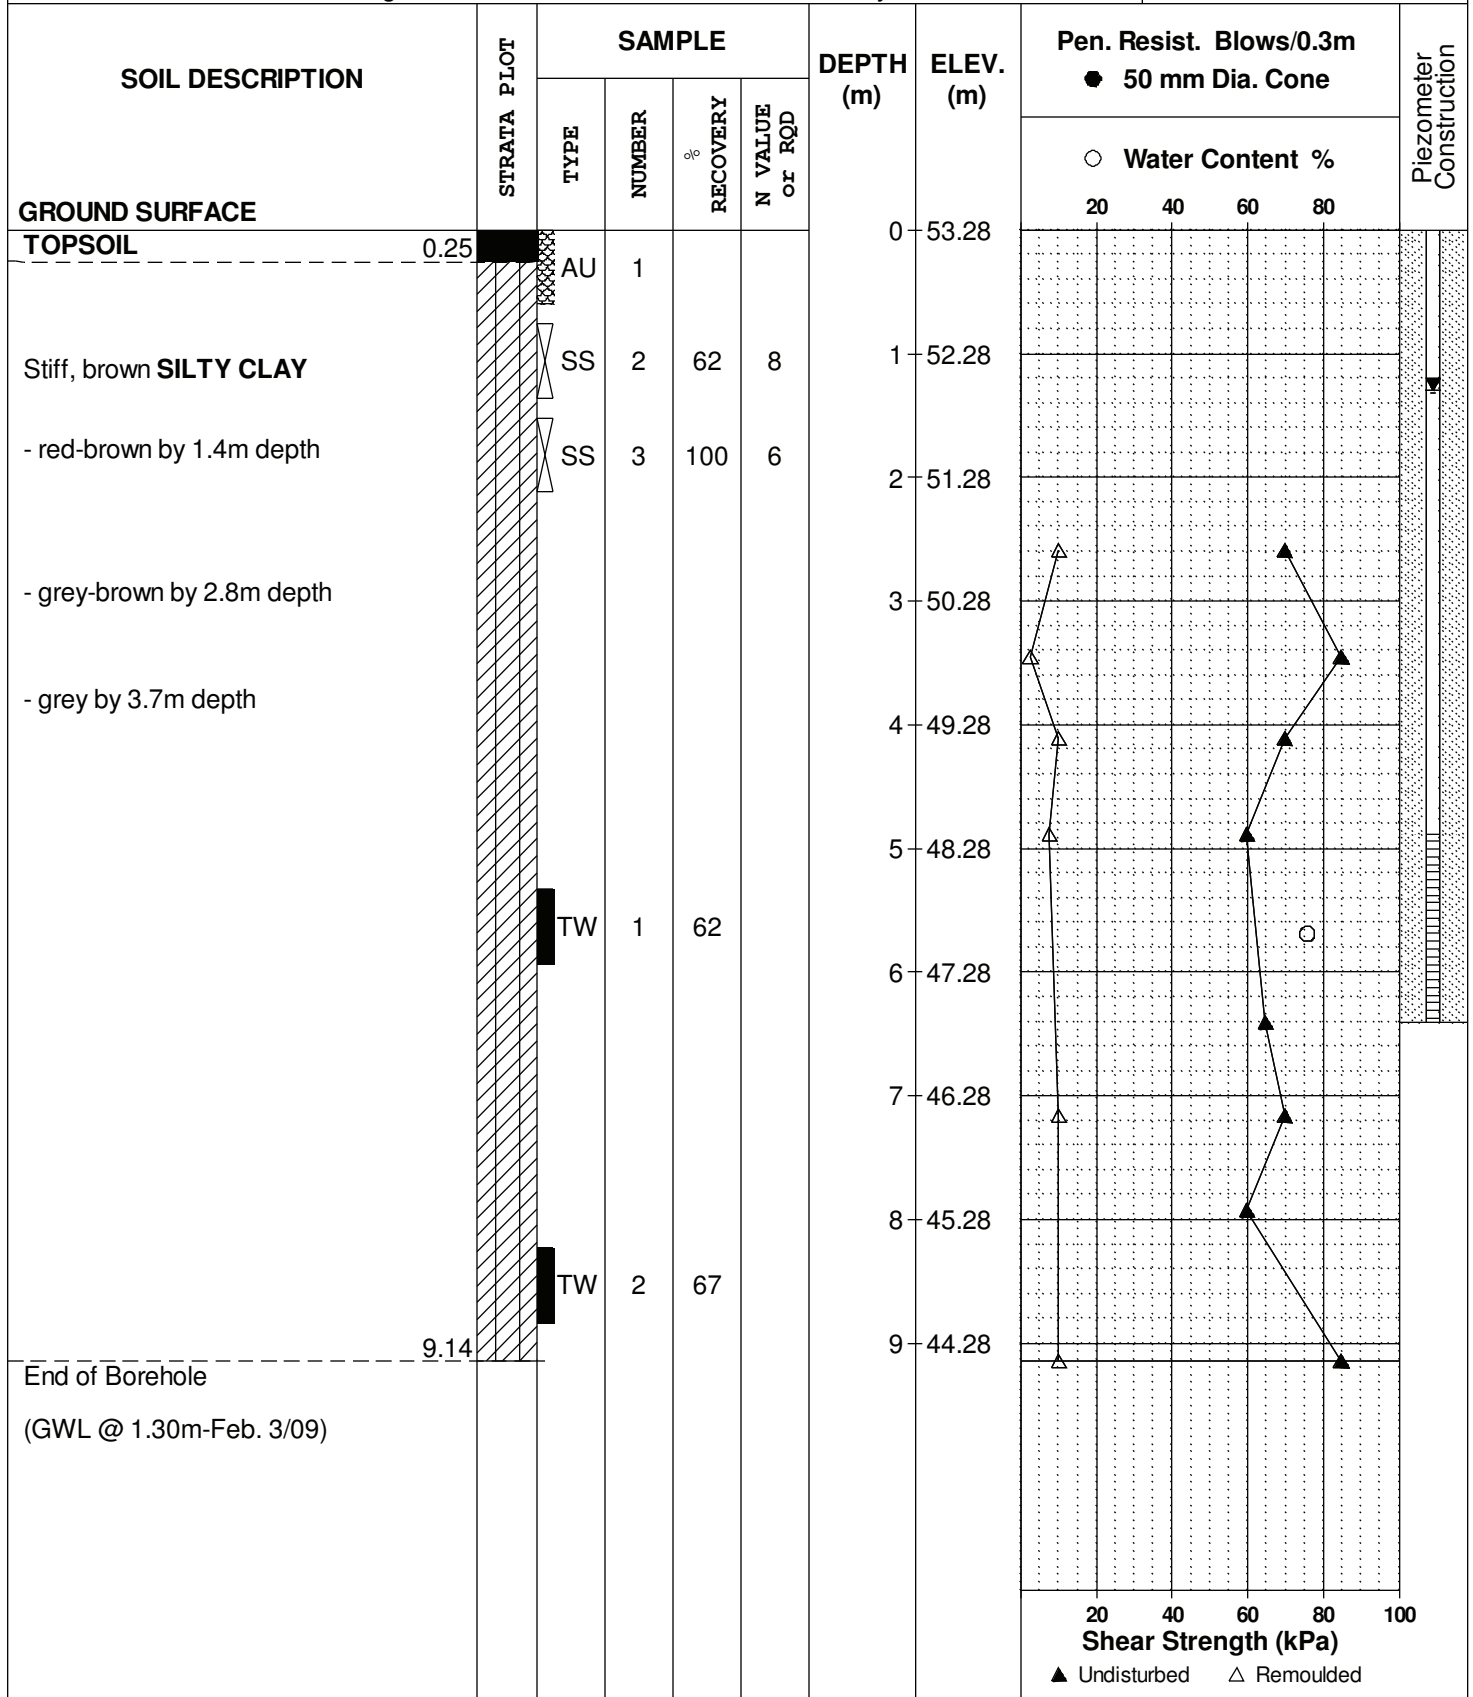 SOIL DESCRIPTION
GROUND SURFACE
STRATA PLOT
SAMPLE
TYPE
NUMBER
%
RECOVERY
N VALUE
or RQD
DEPTH
(m)
ELEV.
(m)
Pen. Resist. Blows/0.3m
● 50 mm Dia. Cone
○ Water Content %
20 40 60 80
Piezometer
Construction
TOPSOIL 0.25
0 53.28
AU 1
Stiff, brown SILTY CLAY
SS 2 62 8
1 52.28
- red-brown by 1.4m depth
SS 3 100 6
2 51.28
- grey-brown by 2.8m depth
3 50.28
- grey by 3.7m depth
4 49.28
5 48.28
TW 1 62
6 47.28
7 46.28
8 45.28
TW 2 67
9 44.28
9.14
End of Borehole
(GWL @ 1.30m-Feb. 3/09)
20 40 60 80 100
Shear Strength (kPa)
▲ Undisturbed △ Remoulded